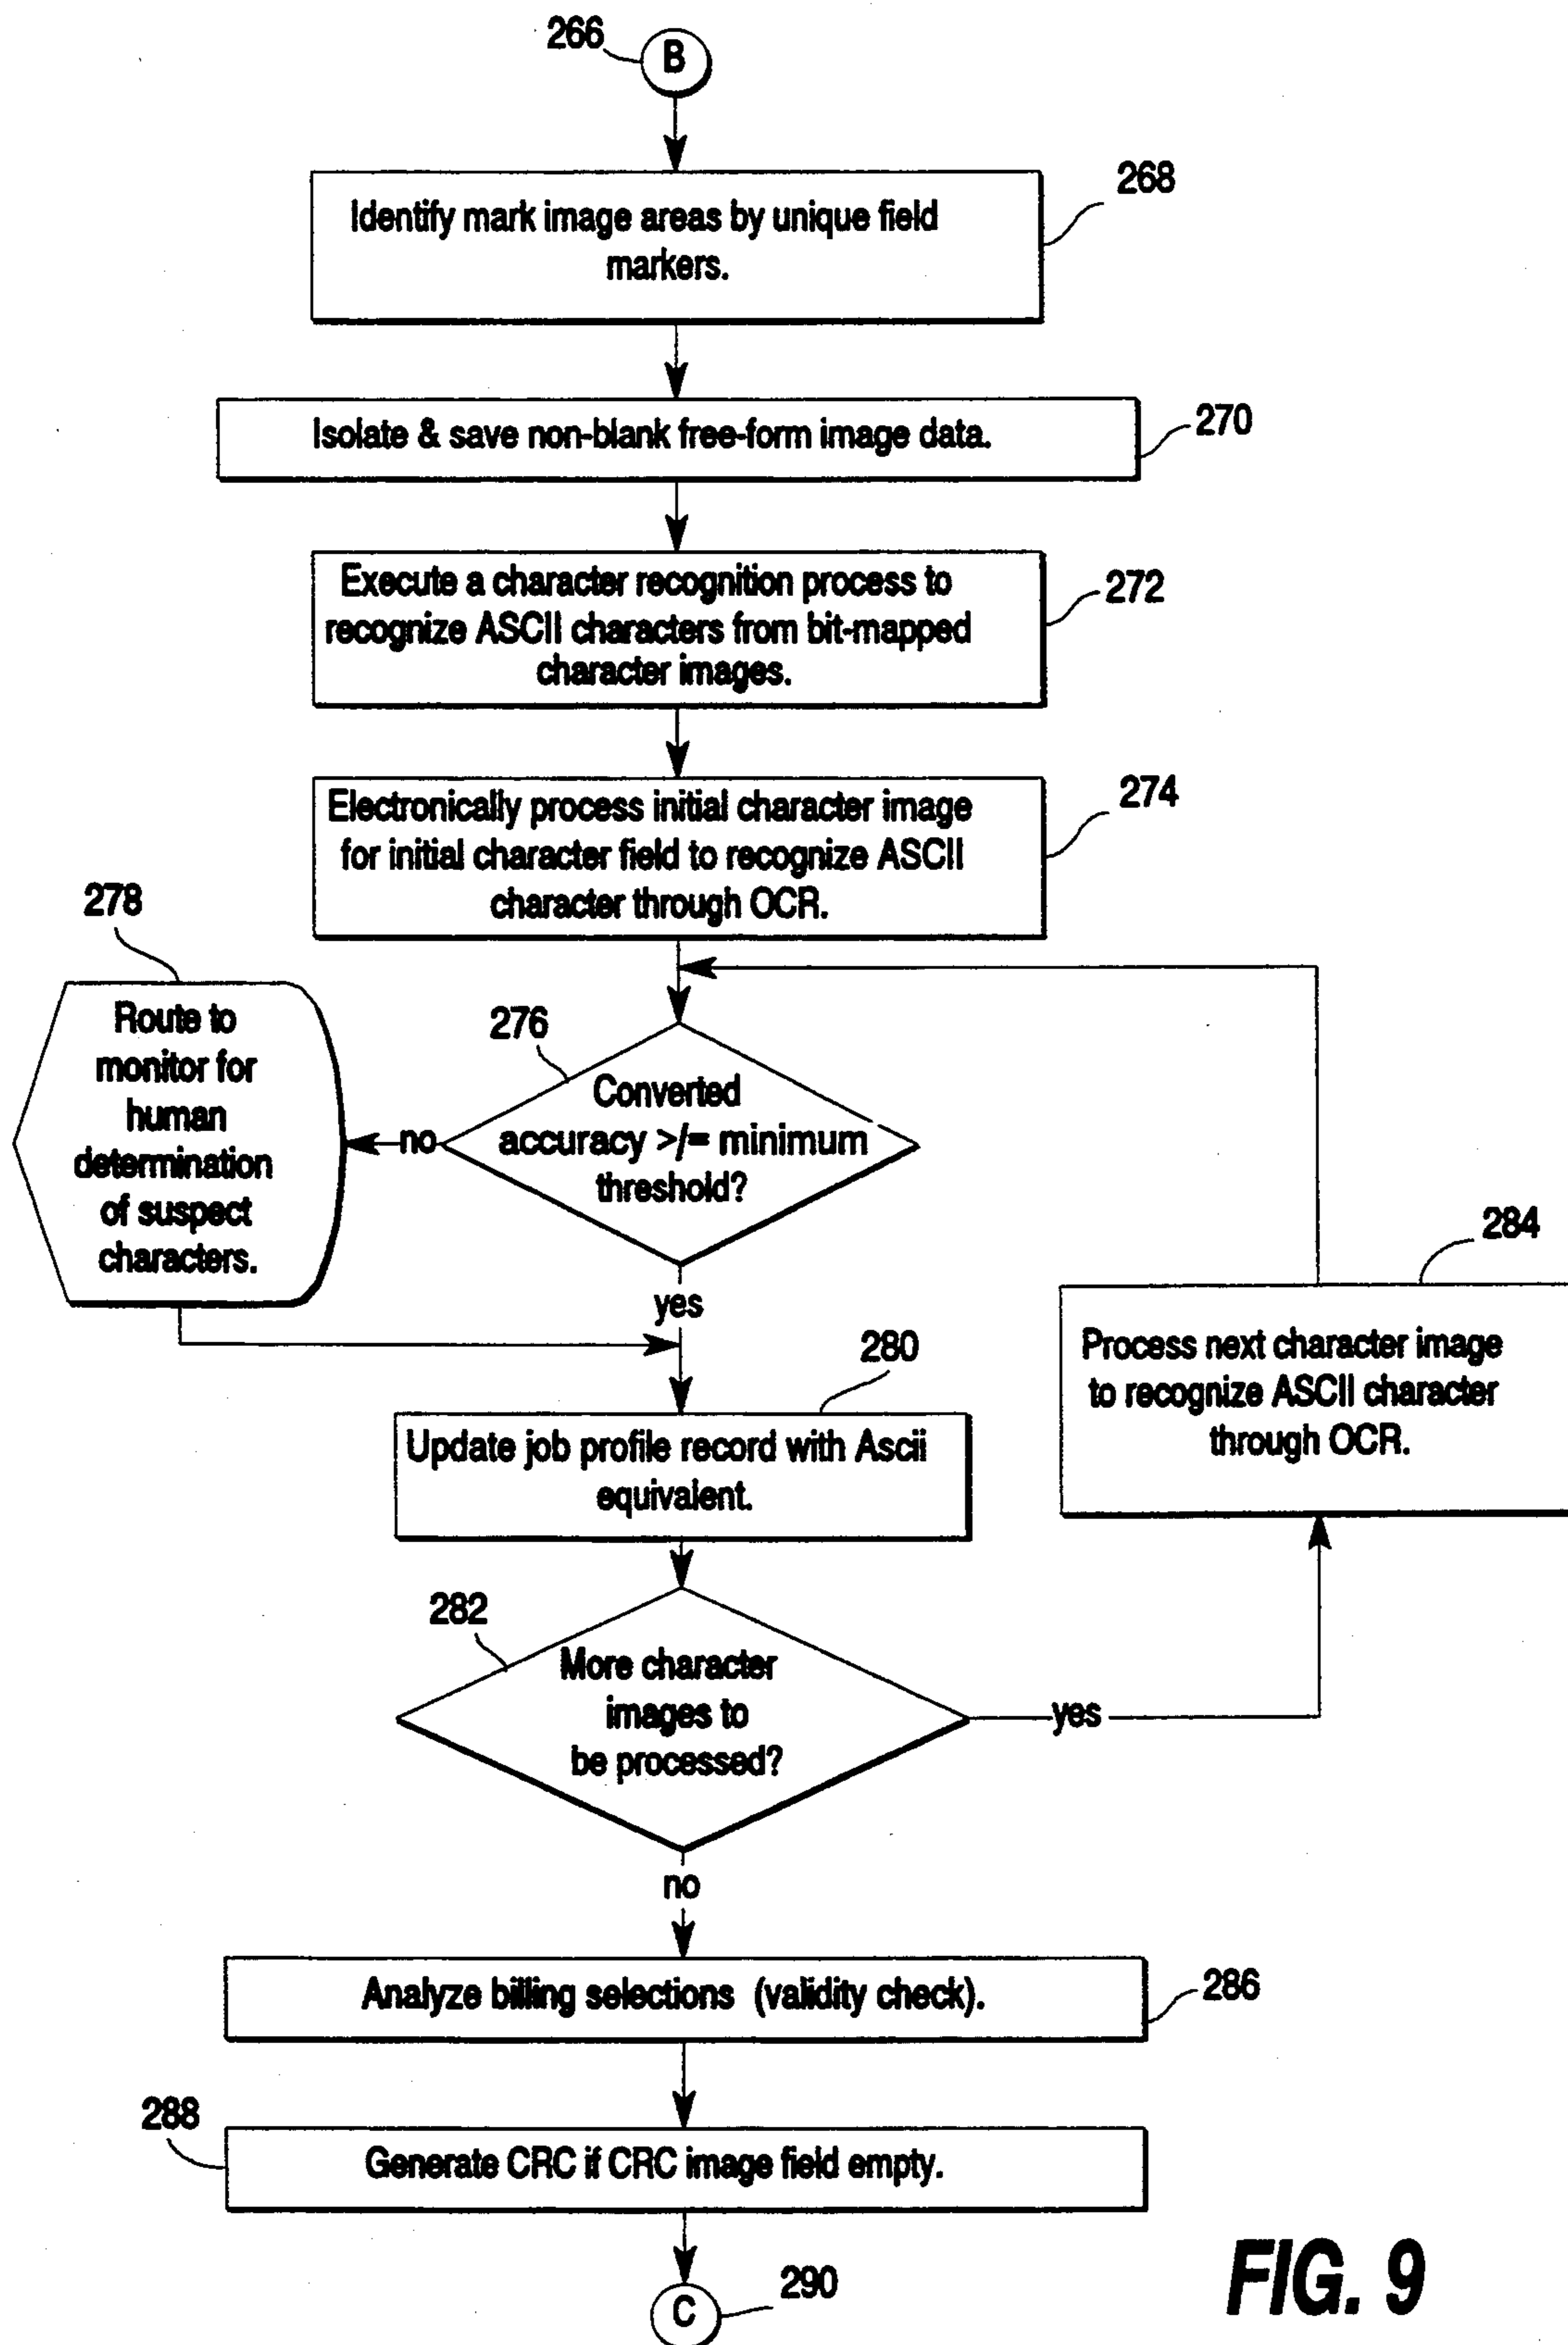 266
B
268
Identify mark image areas by unique field
markers.
270
Isolate & save non-blank free-form image data.
272
Execute a character recognition process to
recognize ASCII characters from bit-mapped
character images.
274
Electronically process initial character image
for initial character field to recognize ASCII
character through OCR.
278
Route to
monitor for
human
determination
of suspect
characters.
276
Converted
accuracy >/= minimum
threshold?
no
yes
284
Process next character image
to recognize ASCII character
through OCR.
280
Update job profile record with Ascii
equivalent.
282
More character
images to
be processed?
yes
no
286
Analyze billing selections (validity check).
288
Generate CRC if CRC image field empty.
290
C
FIG. 9